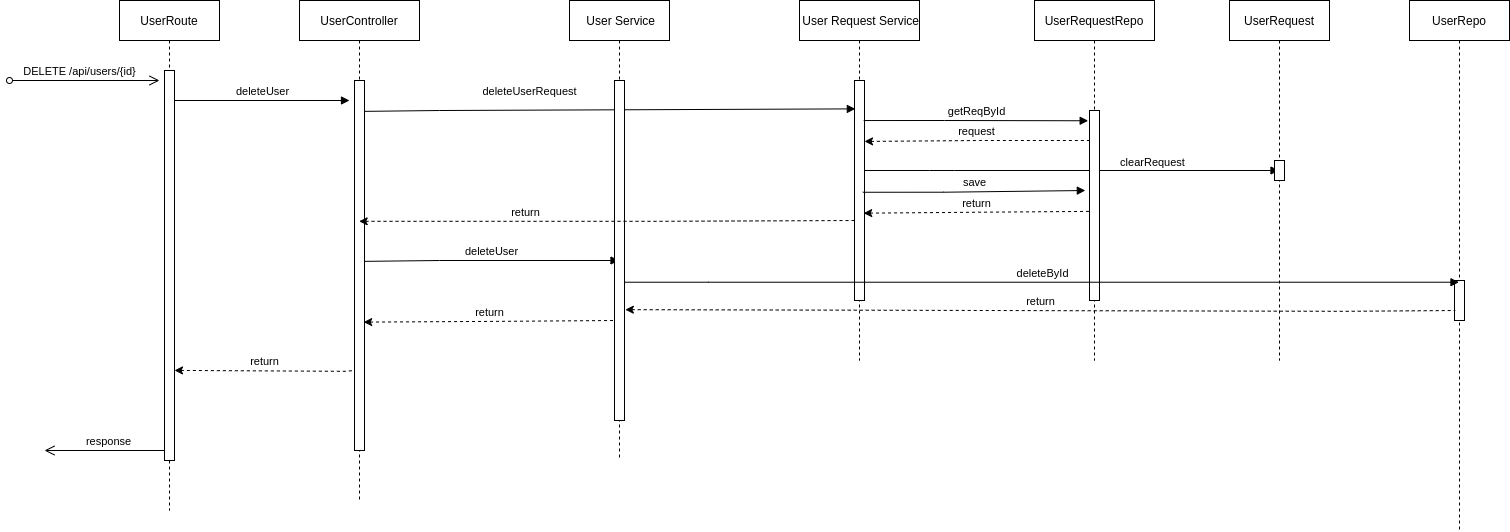 UserRoute
UserController
User Service
User Request Service
UserRequestRepo
UserRequest
UserRepo
DELETE /api/users/{id}
deleteUser
deleteUserRequest
getReqById
request
clearRequest
save
return
return
deleteUser
deleteById
return
return
return
response